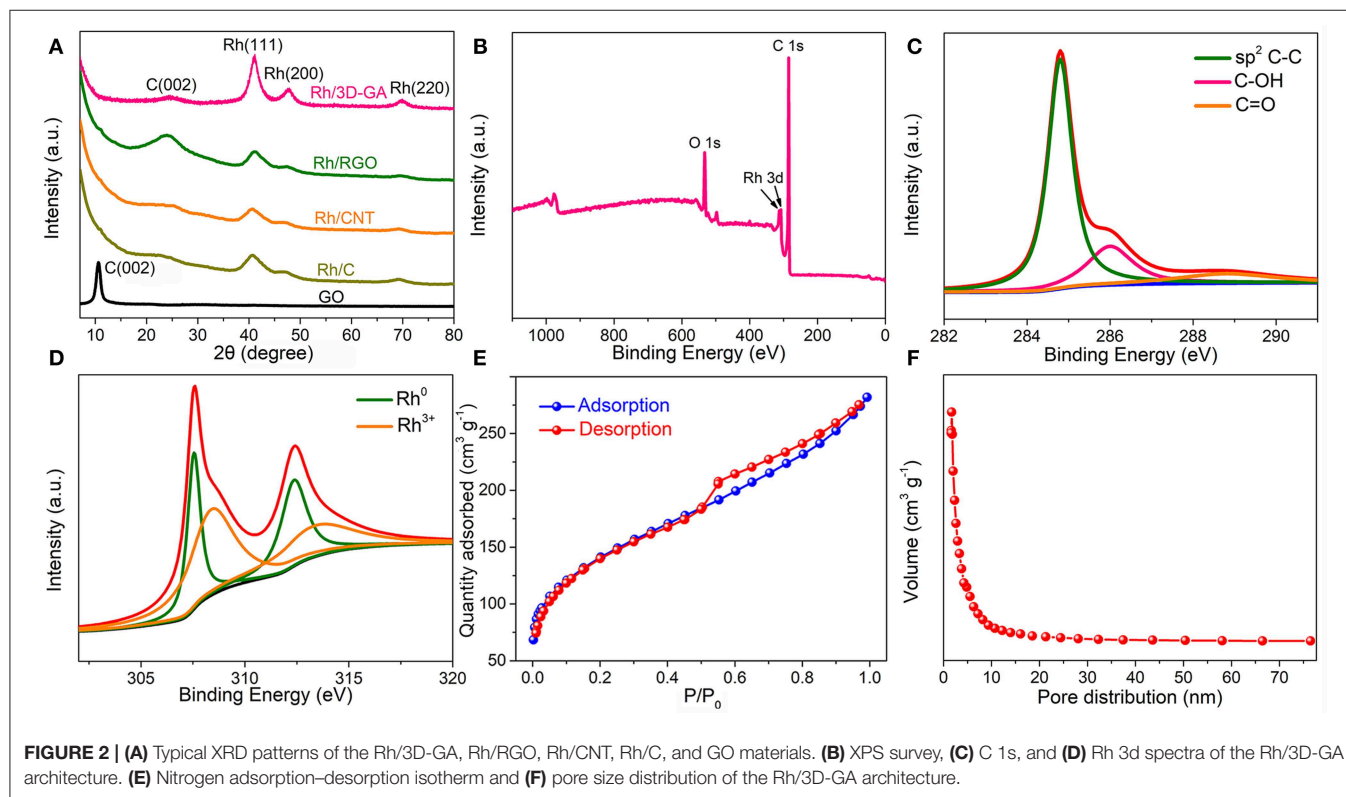 A
Rh(111)
Rh(200)
C(002)
Rh/3D-GA
Rh(220)
Rh/RGO
Rh/CNT
Rh/C
C(002)
GO
Intensity (a.u.)
10 20 30 40 50 60 70 80
2θ (degree)
B
C 1s
O 1s
Rh 3d
Intensity (a.u.)
1000 800 600 400 200 0
Binding Energy (eV)
C
sp² C-C
C-OH
C=O
Intensity (a.u.)
282 284 286 288 290
Binding Energy (eV)
D
Rh⁰
Rh³⁺
Intensity (a.u.)
305 310 315 320
Binding Energy (eV)
E
Adsorption
Desorption
Quantity adsorbed (cm³ g⁻¹)
250
200
150
100
50
0.0 0.2 0.4 0.6 0.8 1.0
P/P₀
F
Volume (cm³ g⁻¹)
0 10 20 30 40 50 60 70
Pore distribution (nm)
FIGURE 2 | (A) Typical XRD patterns of the Rh/3D-GA, Rh/RGO, Rh/CNT, Rh/C, and GO materials. (B) XPS survey, (C) C 1s, and (D) Rh 3d spectra of the Rh/3D-GA
architecture. (E) Nitrogen adsorption–desorption isotherm and (F) pore size distribution of the Rh/3D-GA architecture.